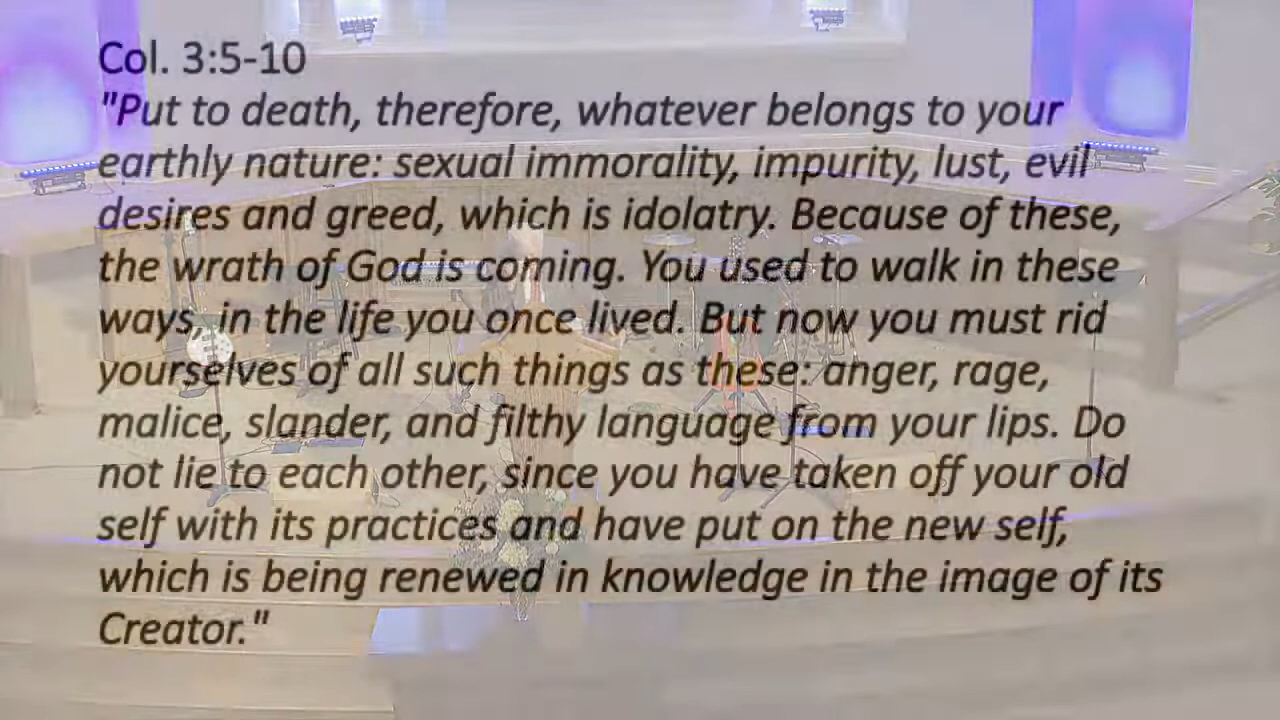 Col. 3:5-10
"Put to death, therefore, whatever belongs to your
earthly nature: sexual immorality, impurity, lust, evil
desires and greed, which is idolatry. Because of these,
the wrath of God is coming. You used to walk in these
ways, in the life you once lived. But now you must rid
yourselves of all such things as these: anger, rage,
malice, slander, and filthy language from your lips. Do
not lie to each other, since you have taken off your old
self with its practices and have put on the new self,
which is being renewed in knowledge in the image of its
Creator."